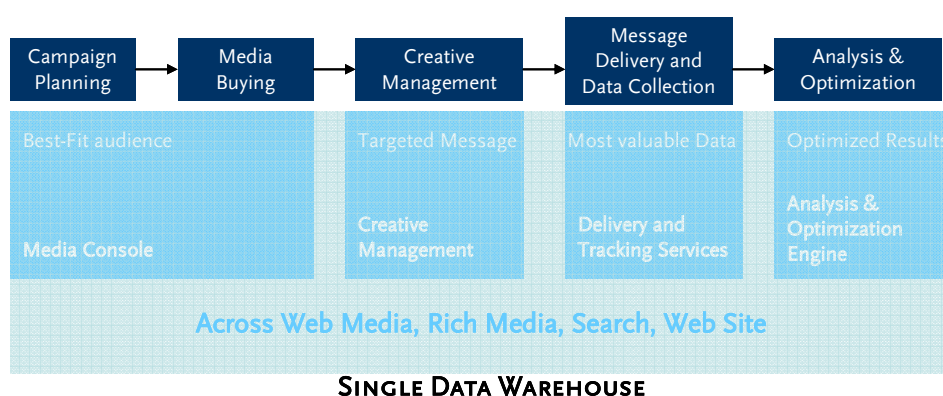 Campaign
Planning
Media
Buying
Creative
Management
Message
Delivery and
Data Collection
Analysis &
Optimization
Best-Fit audience
Targeted Message
Most valuable Data
Optimized Results
Media Console
Creative
Management
Delivery and
Tracking Services
Analysis &
Optimization
Engine
Across Web Media, Rich Media, Search, Web Site
SINGLE DATA WAREHOUSE